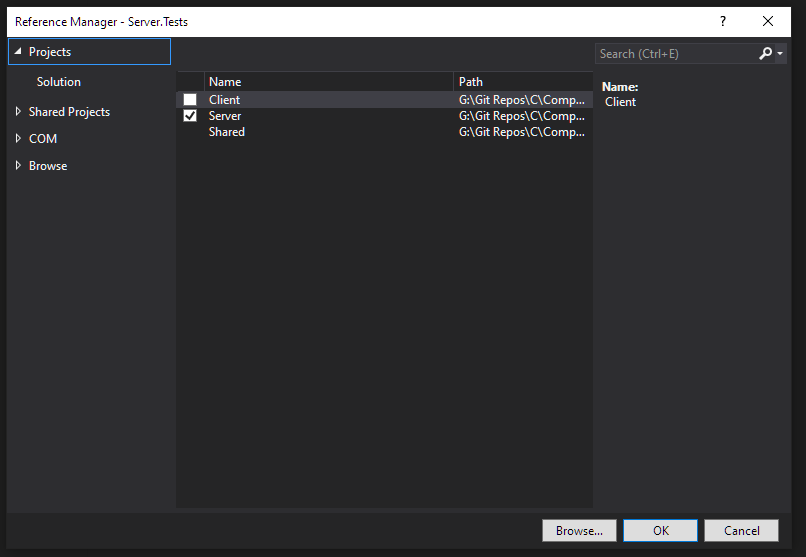 Reference Manager - Server.Tests
?
Projects
Solution
Shared Projects
COM
Browse
Name Path
Client G:\Git Repos\C\Comp...
Server G:\Git Repos\C\Comp...
Shared G:\Git Repos\C\Comp...
Search (Ctrl+E)
Name:
Client
Browse... OK Cancel